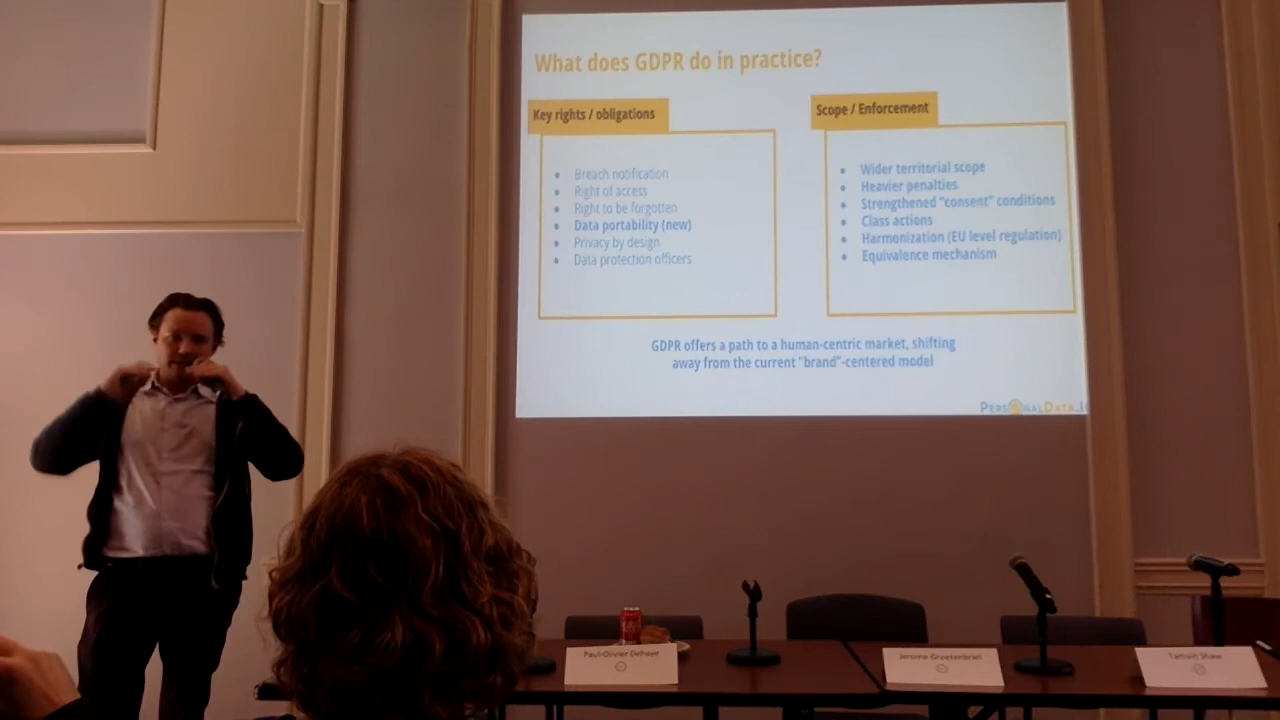 What does GDPR do in practice?
Key rights / obligations
Breach notification
Right of access
Right to be forgotten
Data portability (new)
Privacy by design
Data protection officers
Scope / Enforcement
Wider territorial scope
Heavier penalties
Strengthened "consent" conditions
Class actions
Harmonization (EU level regulation)
Equivalence mechanism
GDPR offers a path to a human-centric market, shifting
away from the current "brand"-centered model
PERSONALDATA.I
Paul-Olivier Dehaye
Jerome Groetenbriel
Tamsin Shaw